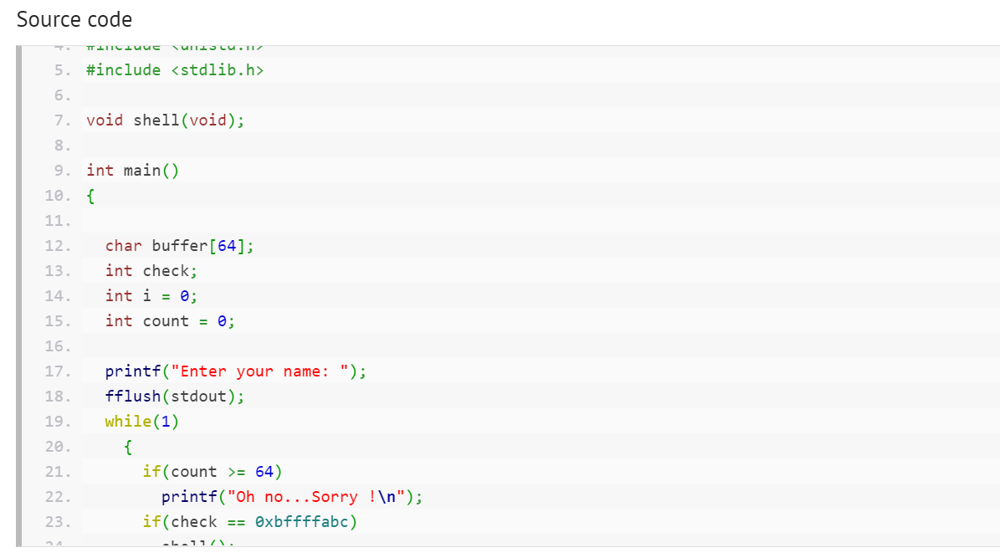 Source code
4. #include <unistd.h>
5. #include <stdlib.h>
6.
7. void shell(void);
8.
9. int main()
10. {
11.
12. char buffer[64];
13. int check;
14. int i = 0;
15. int count = 0;
16.
17. printf("Enter your name: ");
18. fflush(stdout);
19. while(1)
20. {
21. if(count >= 64)
22. printf("Oh no...Sorry !\n");
23. if(check == 0xbffffabc)
24. shell();